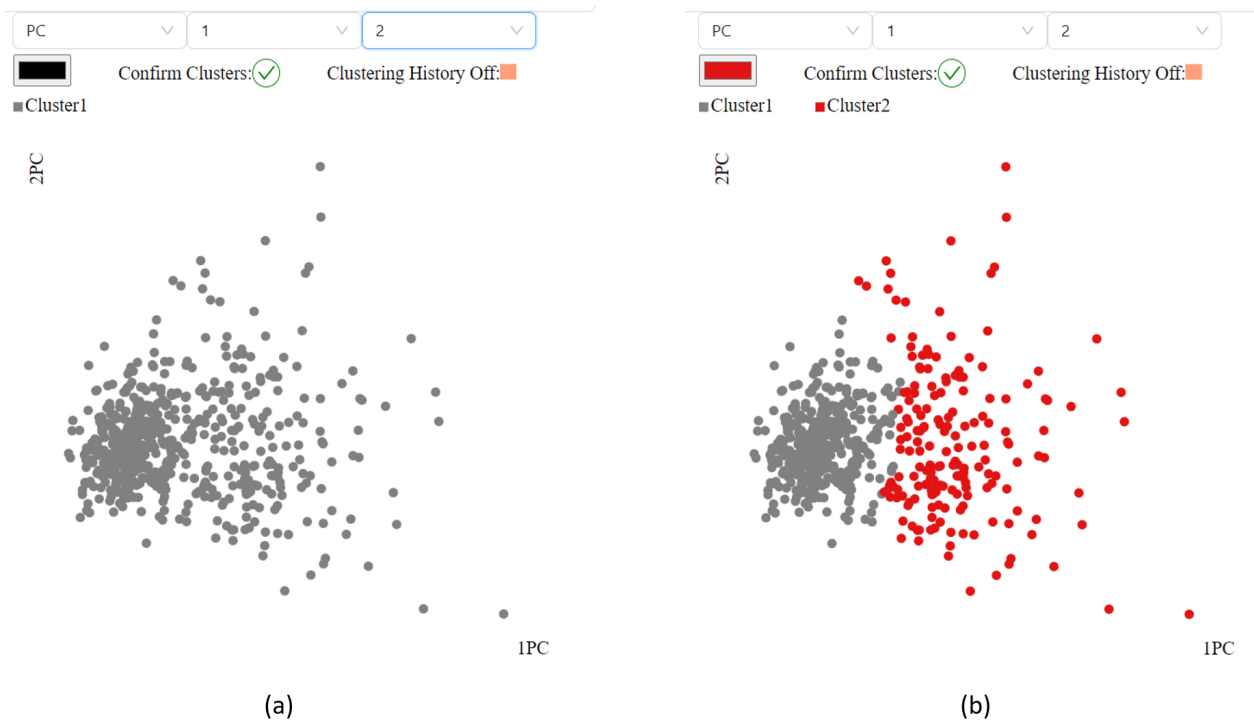 PC 1 2 PC 1 2
Confirm Clusters: Clustering History Off: Confirm Clusters: Clustering History Off:
Cluster1 Cluster1 Cluster2
2PC 2PC
1PC 1PC
(a) (b)